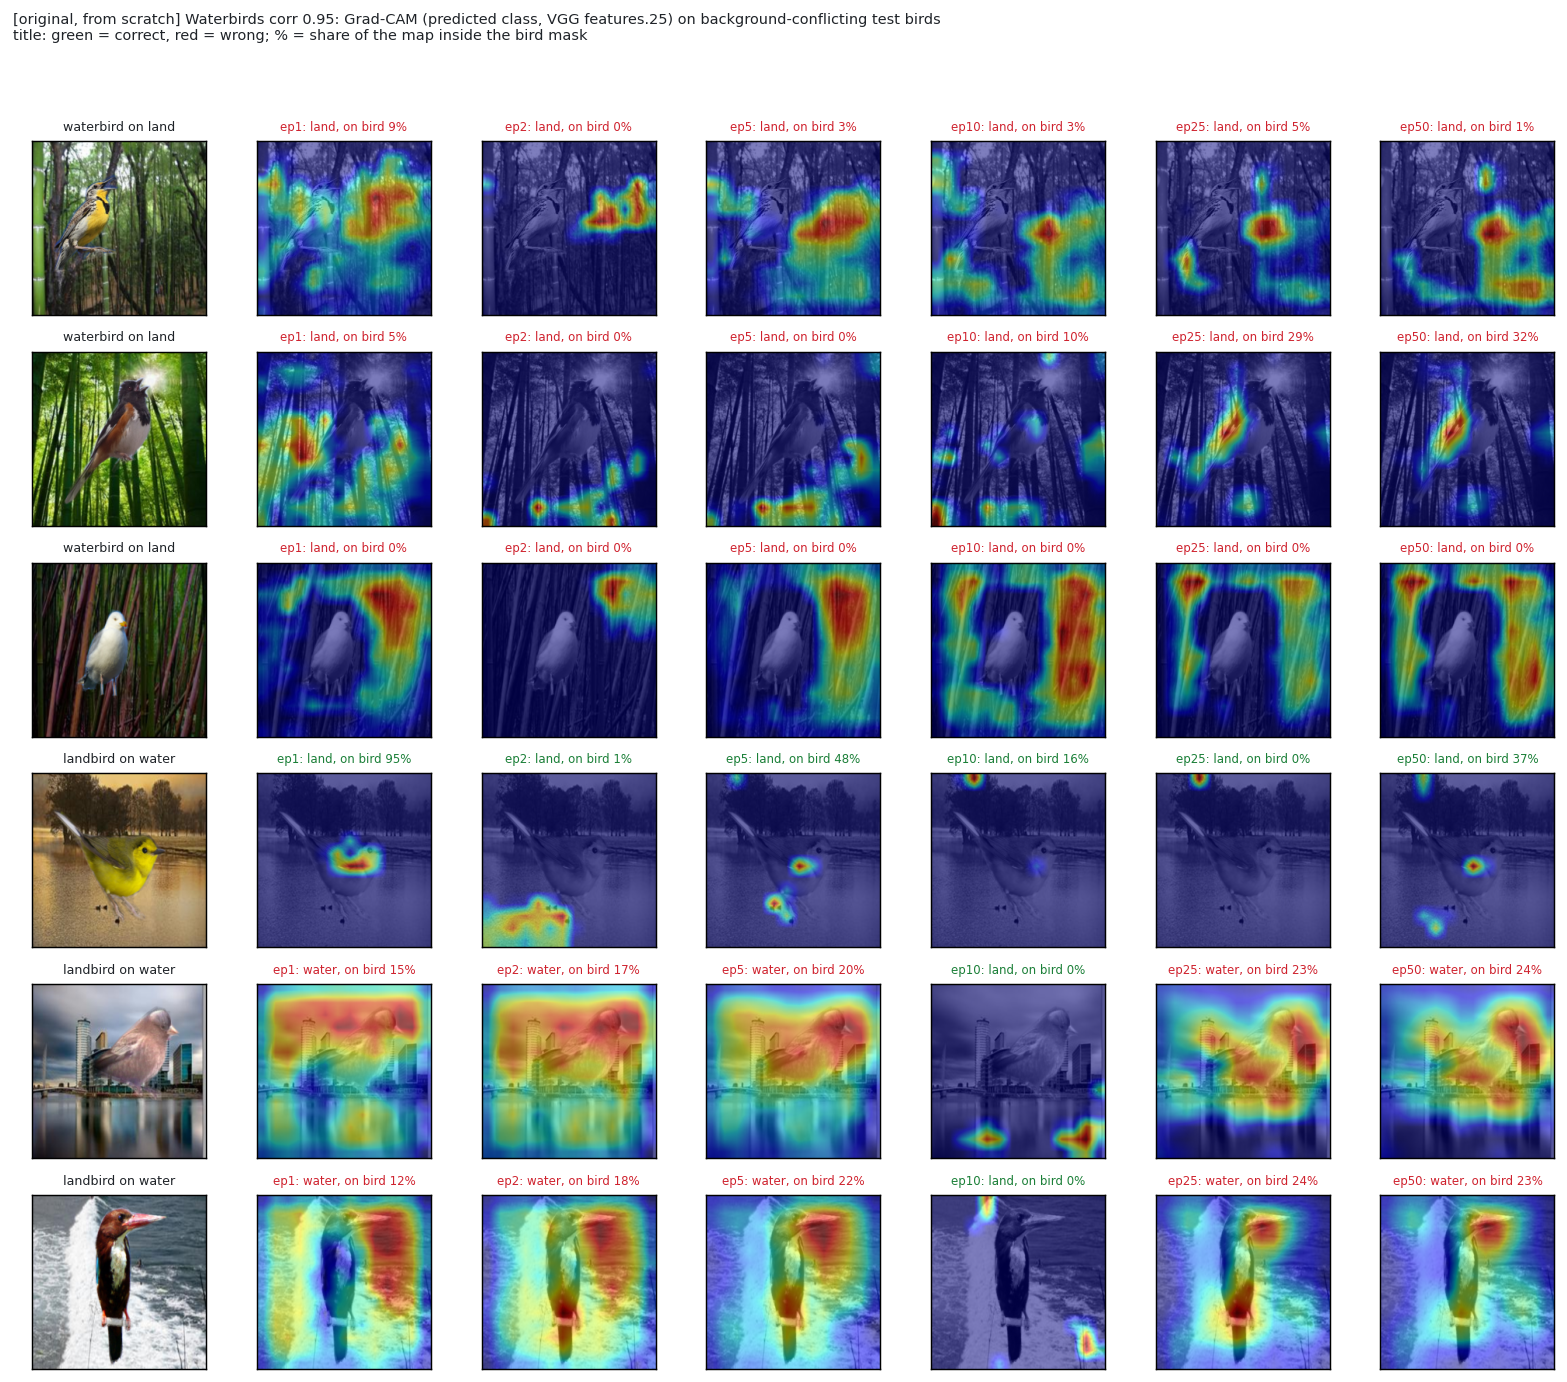 [original, from scratch] Waterbirds corr 0.95: Grad-CAM (predicted class, VGG features.25) on background-conflicting test birds
title: green = correct, red = wrong; % = share of the map inside the bird mask
waterbird on land
ep1: land, on bird 9%
ep2: land, on bird 0%
ep5: land, on bird 3%
ep10: land, on bird 3%
ep25: land, on bird 5%
ep50: land, on bird 1%
waterbird on land
ep1: land, on bird 5%
ep2: land, on bird 0%
ep5: land, on bird 0%
ep10: land, on bird 10%
ep25: land, on bird 29%
ep50: land, on bird 32%
waterbird on land
ep1: land, on bird 0%
ep2: land, on bird 0%
ep5: land, on bird 0%
ep10: land, on bird 0%
ep25: land, on bird 0%
ep50: land, on bird 0%
landbird on water
ep1: land, on bird 95%
ep2: land, on bird 1%
ep5: land, on bird 48%
ep10: land, on bird 16%
ep25: land, on bird 0%
ep50: land, on bird 37%
landbird on water
ep1: water, on bird 15%
ep2: water, on bird 17%
ep5: water, on bird 20%
ep10: land, on bird 0%
ep25: water, on bird 23%
ep50: water, on bird 24%
landbird on water
ep1: water, on bird 12%
ep2: water, on bird 18%
ep5: water, on bird 22%
ep10: land, on bird 0%
ep25: water, on bird 24%
ep50: water, on bird 23%